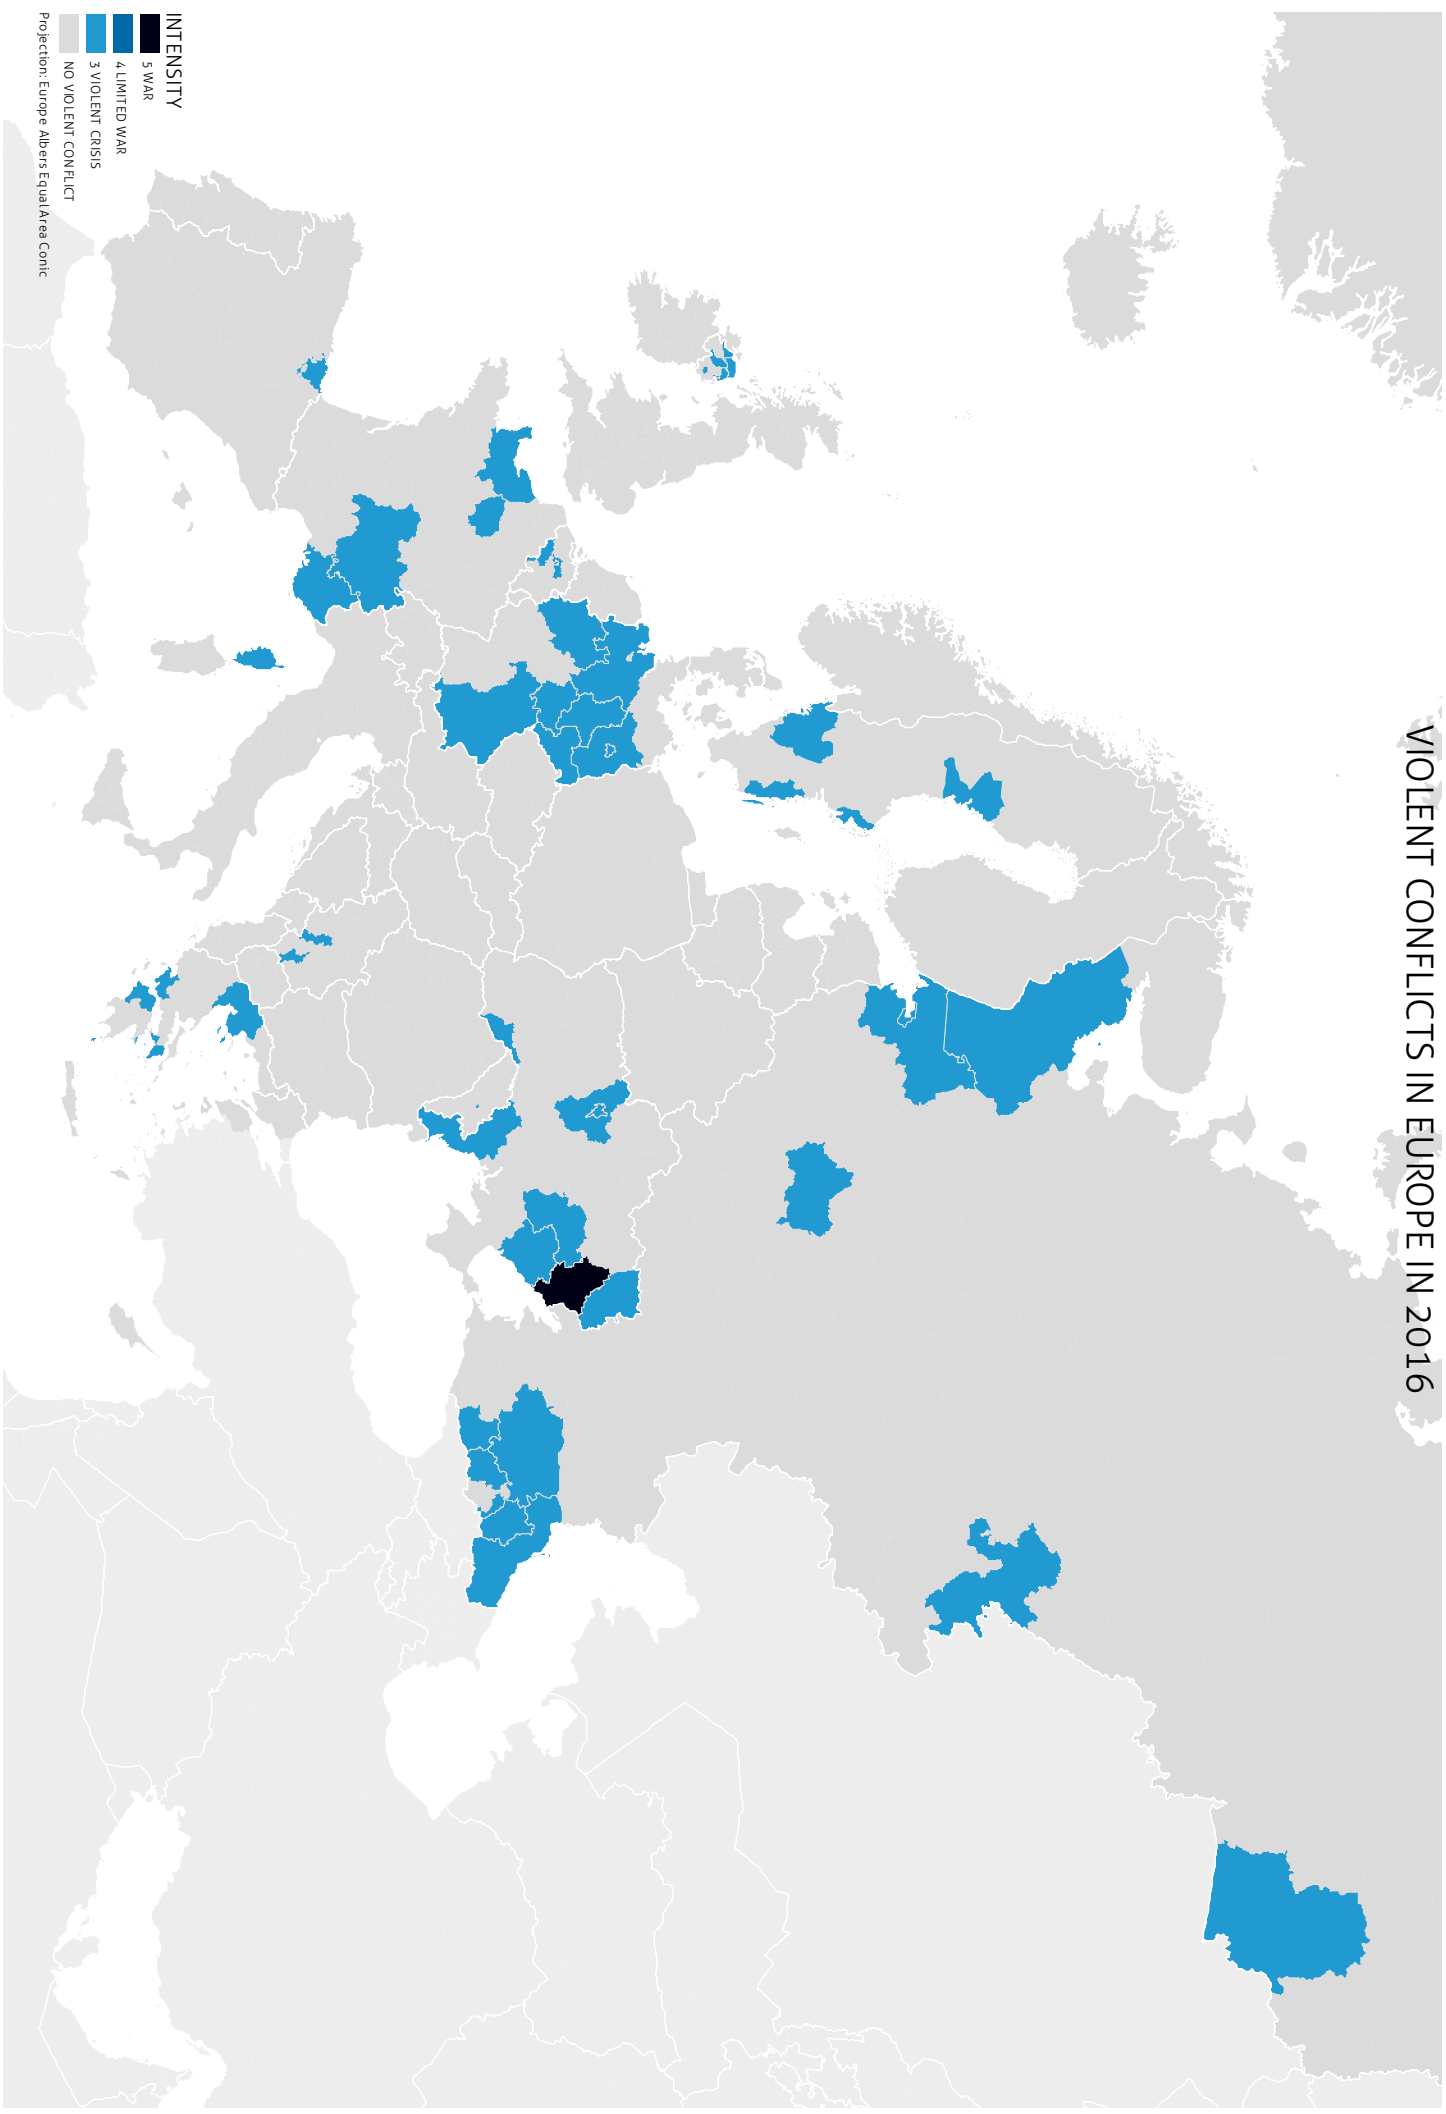 VIOLENT CONFLICTS IN EUROPE IN 2016
INTENSITY
5 WAR
4 LIMITED WAR
3 VIOLENT CRISIS
NO VIOLENT CONFLICT
Projection: Europe Albers Equal Area Conic